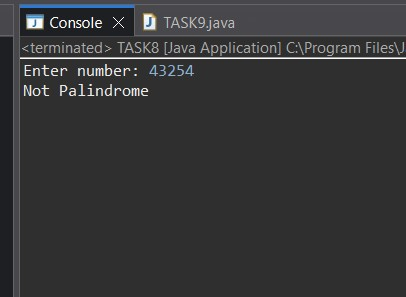 Console
TASK9.java
<terminated> TASK8 [Java Application] C:\Program Files\J
Enter number: 43254
Not Palindrome